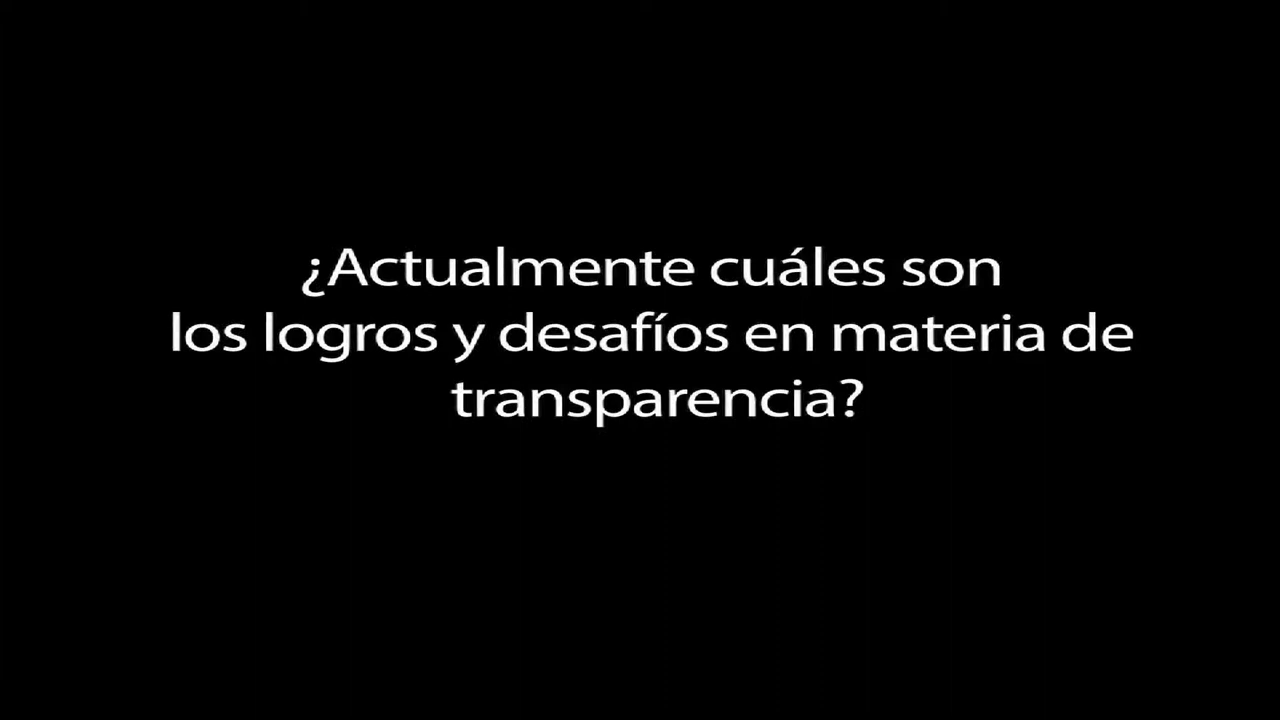 ¿Actualmente cuáles son
los logros y desafíos en materia de
transparencia?